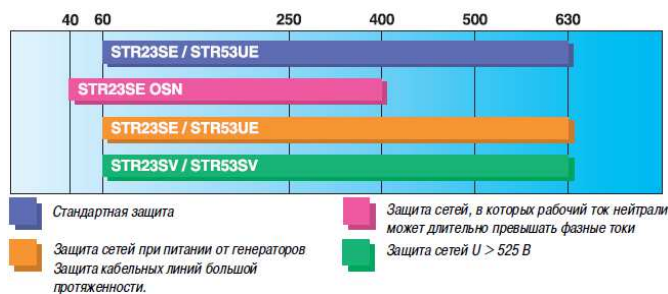 40 60 250 400 500 630
STR23SE / STR53UE
STR23SE OSN
STR23SE / STR53UE
STR23SV / STR53SV
Стандартная защита
Защита сетей при питании от генераторов
Защита кабельных линий большой
протяженности.
Защита сетей, в которых рабочий ток нейтрали
может длительно превышать фазные токи
Защита сетей U > 525 В